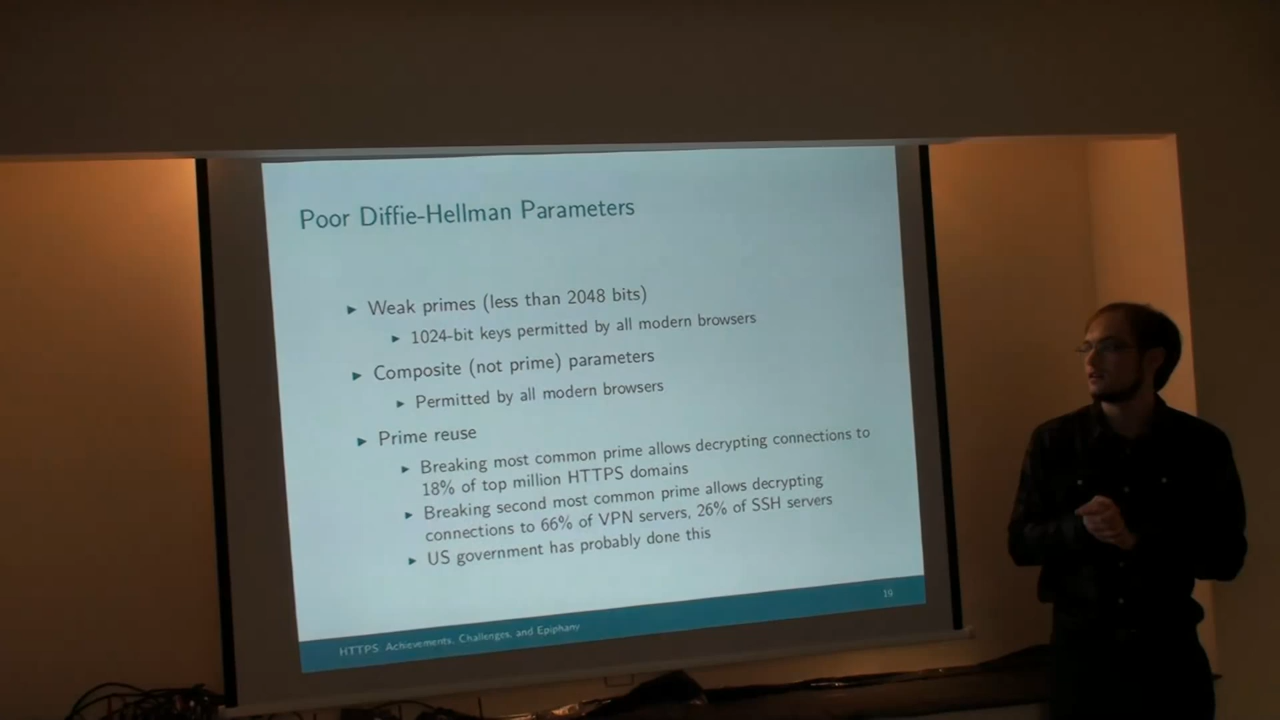 Poor Diffie-Hellman Parameters
▶ Weak primes (less than 2048 bits)
▶ 1024-bit keys permitted by all modern browsers
▶ Composite (not prime) parameters
▶ Permitted by all modern browsers
▶ Prime reuse
▶ Breaking most common prime allows decrypting connections to
18% of top million HTTPS domains
▶ Breaking second most common prime allows decrypting
connections to 66% of VPN servers, 26% of SSH servers
▶ US government has probably done this
19
HTTPS: Achievements, Challenges, and Epiphany